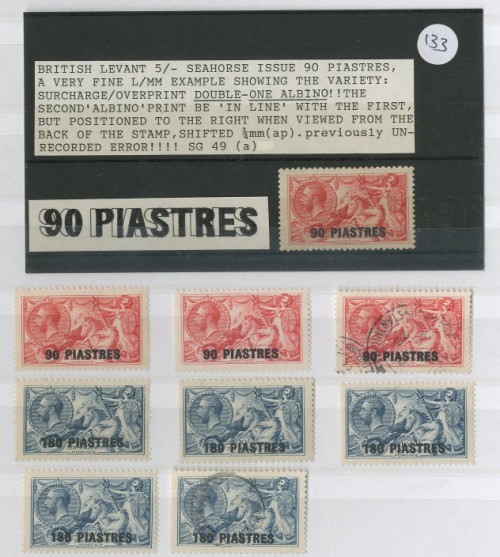 133
BRITISH LEVANT 5/- SEAHORSE ISSUE 90 PIASTRES,
A VERY FINE L/MM EXAMPLE SHOWING THE VARIETY:
SURCHARGE/OVERPRINT DOUBLE-ONE ALBINO!!THE
SECOND'ALBINO'PRINT BE 'IN LINE' WITH THE FIRST,
BUT POSITIONED TO THE RIGHT WHEN VIEWED FROM THE
BACK OF THE STAMP,SHIFTED ¾mm(ap).previously UN-
RECORDED ERROR!!!! SG 49 (a)
90 PIASTRES
90 PIASTRES
90 PIASTRES
90 PIASTRES
90 PIASTRES
180 PIASTRES
180 PIASTRES
180 PIASTRES
180 PIASTRES
180 PIASTRES